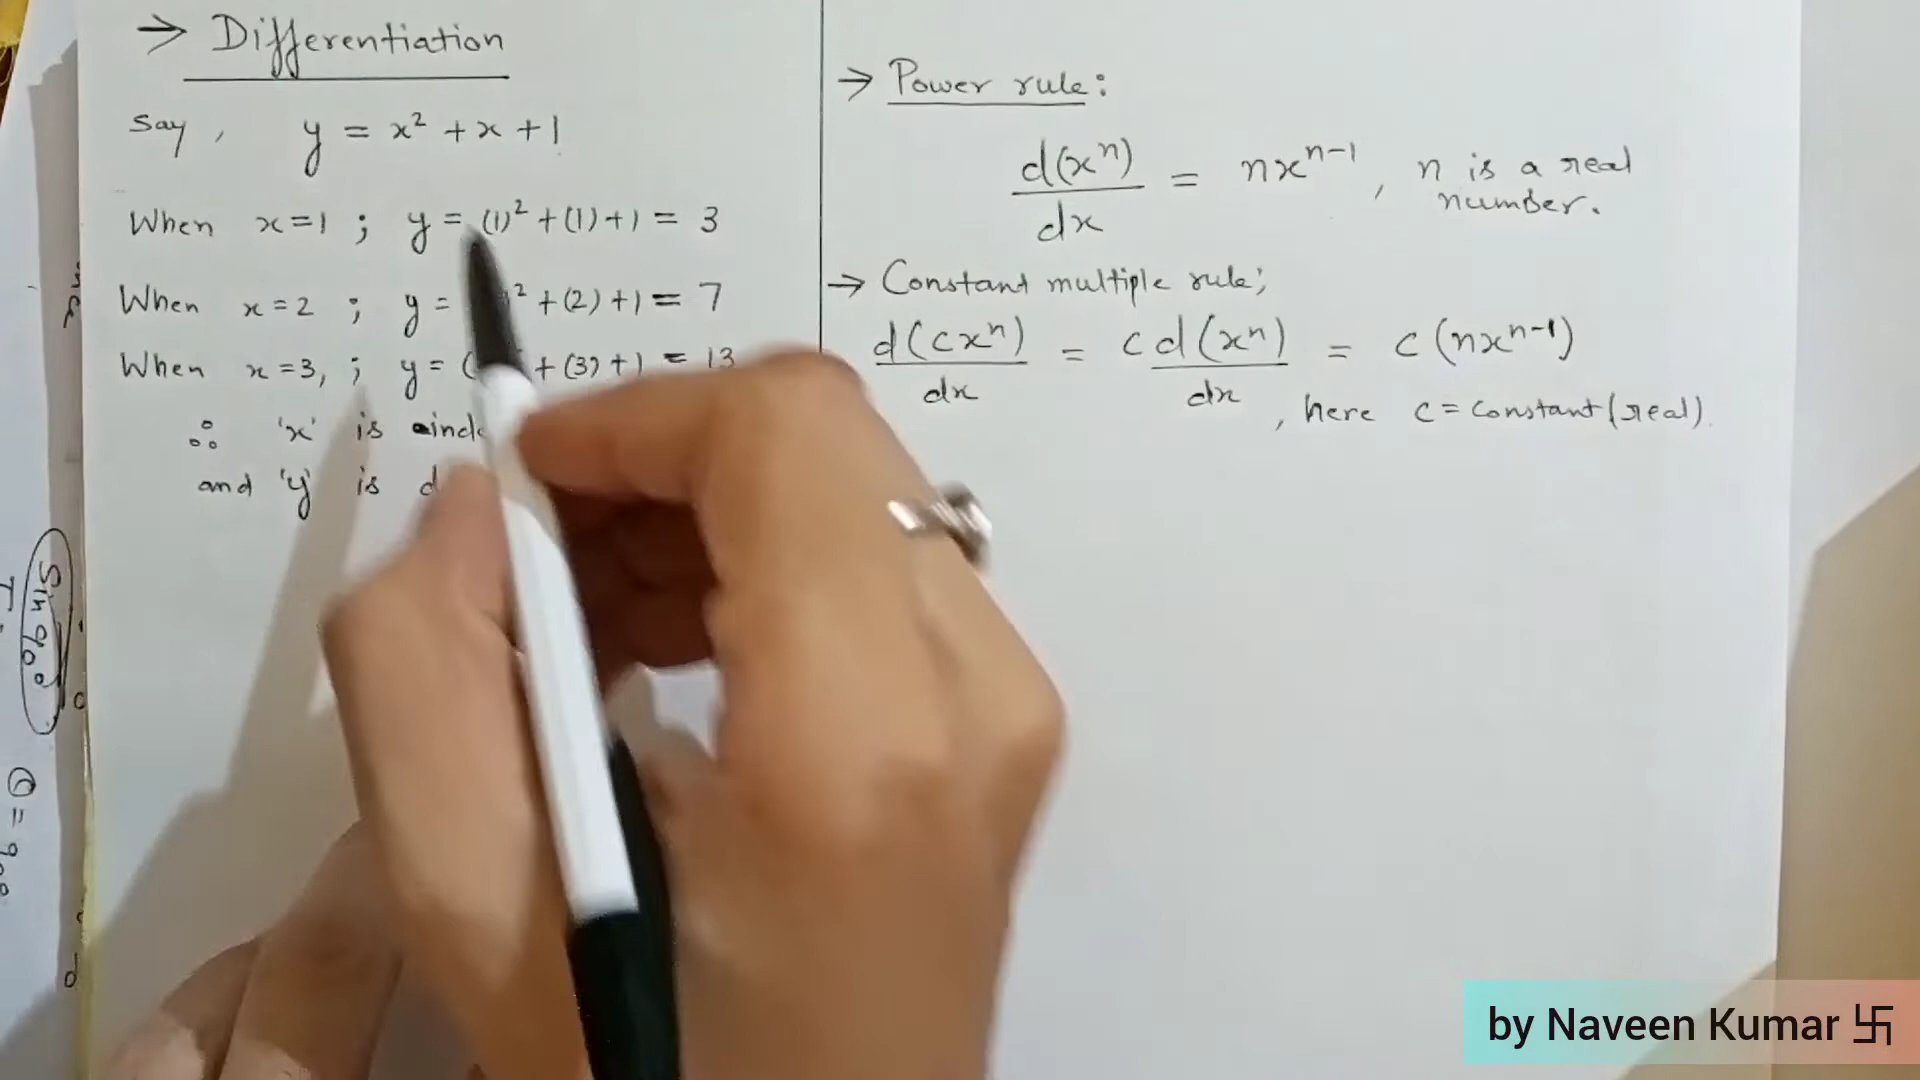 → Differentiation
Say, y = x² + x + 1
When x=1 ; y = (1)² + (1) + 1 = 3
When x=2 ; y = ² + (2) + 1 = 7
When x=3, ; y = ( + (3) + 1 = 13
∴ 'x' is
and 'y' is
→ Power rule:
d(xⁿ)/dx = nxⁿ⁻¹, n is a real
number.
→ Constant multiple rule;
d(cxⁿ)/dx = c d(xⁿ)/dx = c(nxⁿ⁻¹)
, here c = constant (real).
Sin 90°
by Naveen Kumar 卐